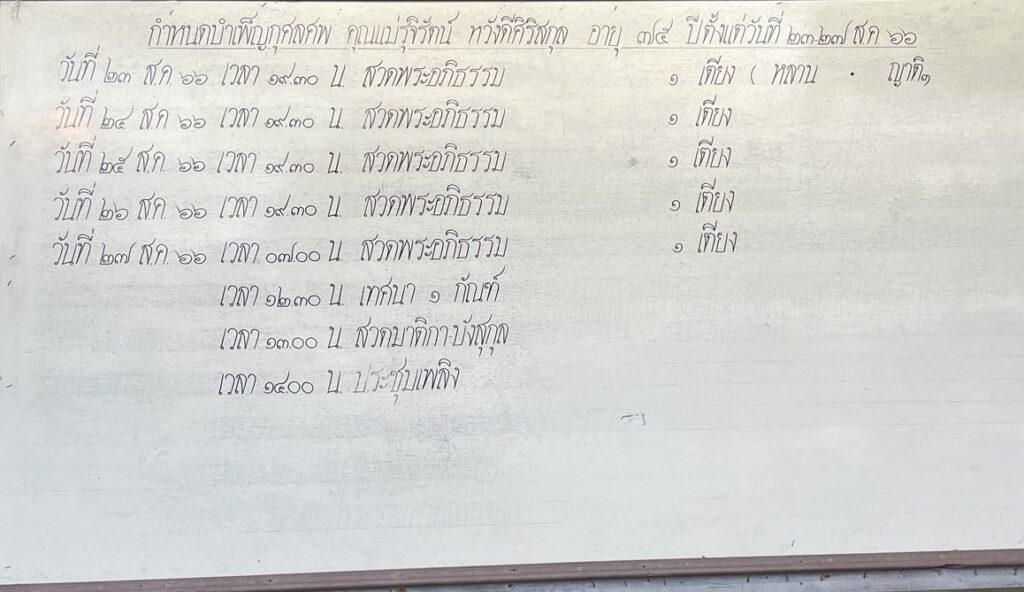 กำหนดบำเพ็ญกุศลศพ คุณแม่รุจิรัตน์ ทวังดีศิริสกุล อายุ ๗๕ ปี ตั้งแต่วันที่ ๒๓-๒๗ ส.ค ๖๖
วันที่ ๒๓ ส.ค. ๖๖ เวลา ๑๙.๓๐ น. สวดพระอภิธรรม ๑ เตียง ( หลาน · ญาติๆ
วันที่ ๒๔ ส.ค. ๖๖ เวลา ๑๙.๓๐ น. สวดพระอภิธรรม ๑ เตียง
วันที่ ๒๕ ส.ค. ๖๖ เวลา ๑๙.๓๐ น. สวดพระอภิธรรม ๑ เตียง
วันที่ ๒๖ ส.ค. ๖๖ เวลา ๑๙.๓๐ น. สวดพระอภิธรรม ๑ เตียง
วันที่ ๒๗ ส.ค. ๖๖ เวลา ๐๗.๐๐ น. สวดพระอภิธรรม ๑ เตียง
เวลา ๑๒.๓๐ น. เทศนา ๑ กัณฑ์
เวลา ๑๓.๐๐ น. สวดมาติกา-บังสุกุล
เวลา ๑๔.๐๐ น. ประชุมเพลิง